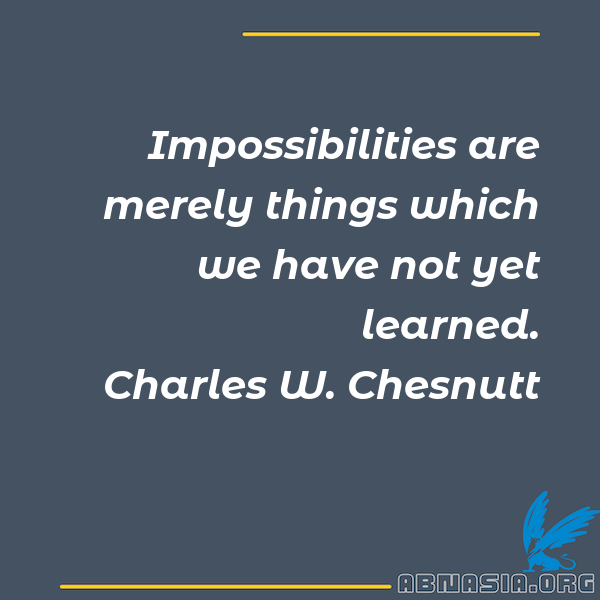 Impossibilities are
merely things which
we have not yet
learned.
Charles W. Chesnutt
ABNASIA.ORG